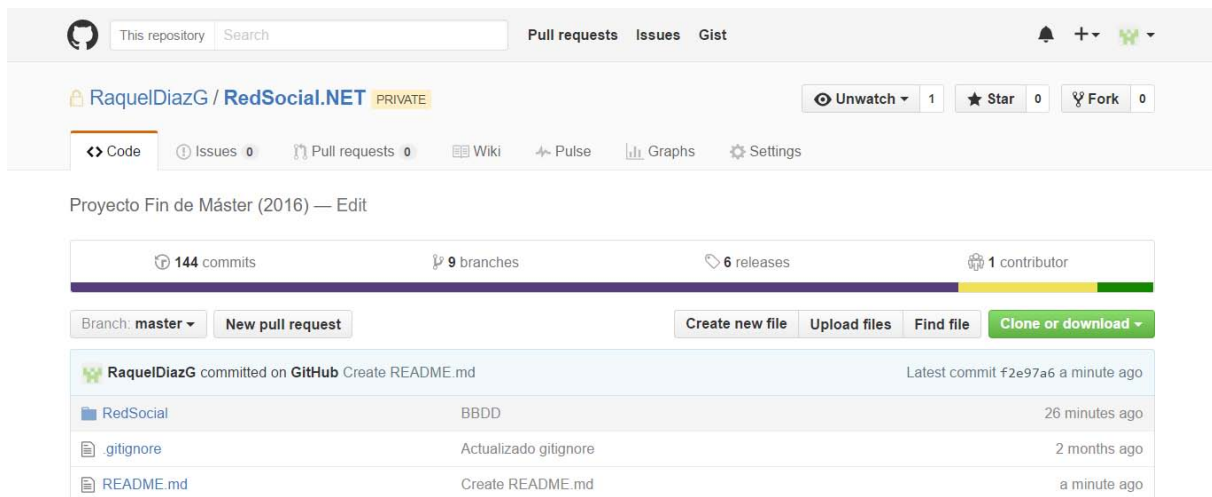 This repository Search Pull requests Issues Gist
RaquelDiazG / RedSocial.NET PRIVATE Unwatch 1 Star 0 Fork 0
Code Issues 0 Pull requests 0 Wiki Pulse Graphs Settings
Proyecto Fin de Máster (2016) — Edit
144 commits 9 branches 6 releases 1 contributor
Branch: master New pull request Create new file Upload files Find file Clone or download
RaquelDiazG committed on GitHub Create README.md Latest commit f2e97a6 a minute ago
RedSocial BBDD 26 minutes ago
.gitignore Actualizado gitignore 2 months ago
README.md Create README.md a minute ago